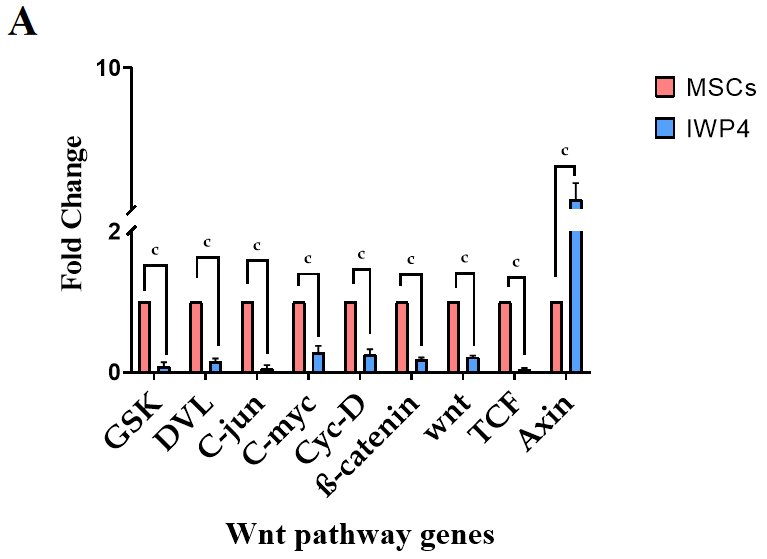 A
10
2
0
Fold Change
MSCs
IWP4
c
c
c
c
c
c
c
c
c
GSK
DVL
C-jun
C-myc
Cyc-D
ß-catenin
wnt
TCF
Axin
Wnt pathway genes